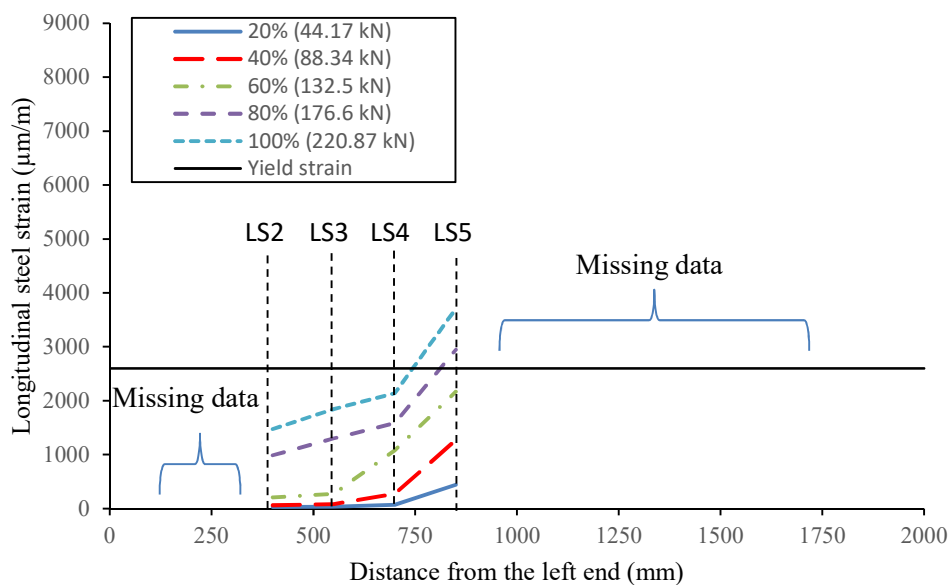 9000
8000
7000
6000
5000
4000
3000
2000
1000
0
Longitudinal steel strain (µm/m)
20% (44.17 kN)
40% (88.34 kN)
60% (132.5 kN)
80% (176.6 kN)
100% (220.87 kN)
Yield strain
LS2 LS3 LS4 LS5
Missing data
Missing data
0 250 500 750 1000 1250 1500 1750 2000
Distance from the left end (mm)